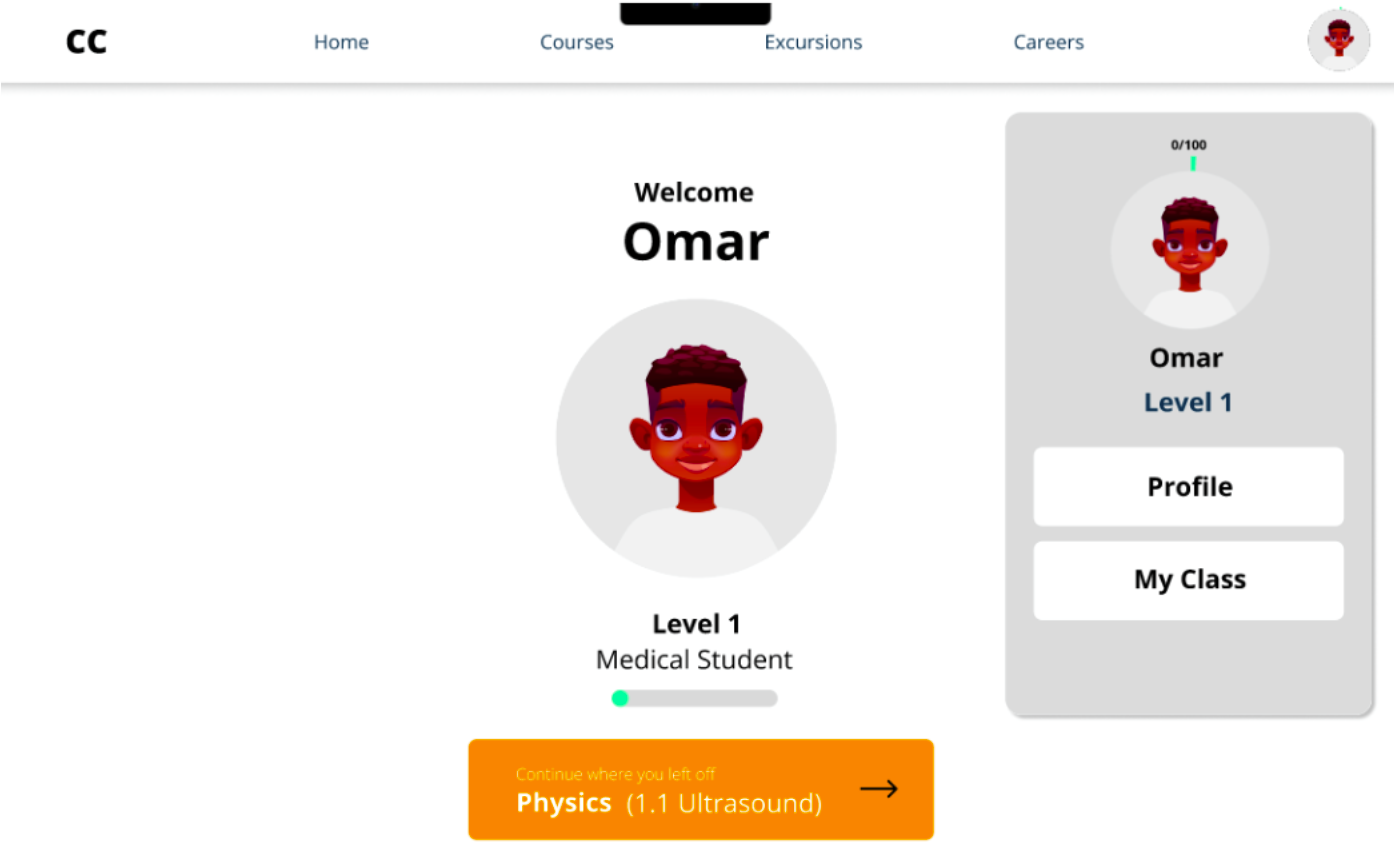 CC
Home Courses Excursions Careers
Welcome
Omar
Level 1
Medical Student
Continue where you left off
Physics (1.1 Ultrasound)
0/100
Omar
Level 1
Profile
My Class